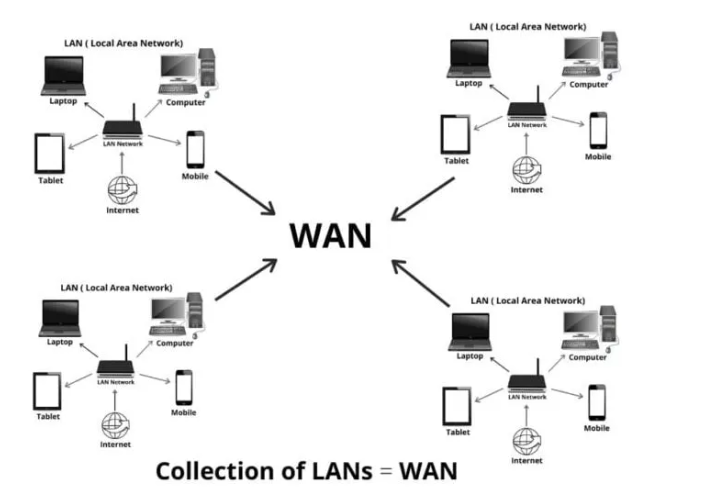 LAN ( Local Area Network)
Laptop
Computer
LAN Network
Tablet
Mobile
Internet
LAN ( Local Area Network)
Laptop
Computer
LAN Network
Tablet
Mobile
Internet
WAN
LAN ( Local Area Network)
Laptop
Computer
LAN Network
Tablet
Mobile
Internet
LAN ( Local Area Network)
Laptop
Computer
LAN Network
Tablet
Mobile
Internet
Collection of LANs = WAN